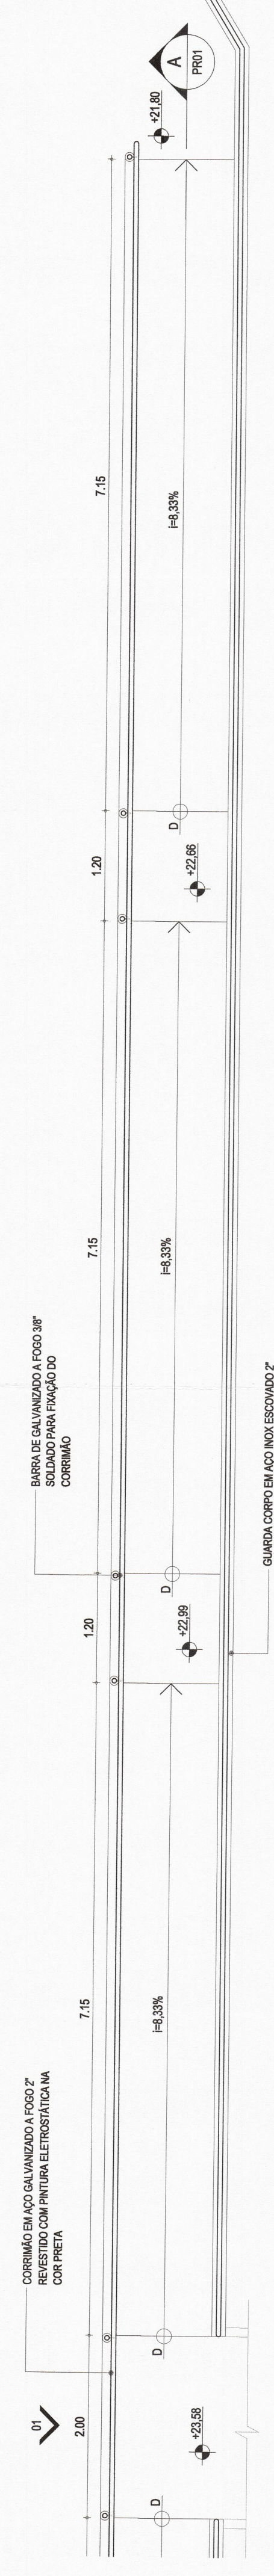 A
PR01
+21,80
7.15
i=8,33%
D
1.20
+22,66
7.15
i=8,33%
BARRA DE GALVANIZADO A FOGO 3/8"
SOLDADO PARA FIXAÇÃO DO
CORRIMÃO
GUARDA CORPO EM AÇO INOX ESCOVADO 2"
D
1.20
+22,99
7.15
i=8,33%
CORRIMÃO EM AÇO GALVANIZADO A FOGO 2"
REVESTIDO COM PINTURA ELETROSTÁTICA NA
COR PRETA
D
01
2.00
+23,58
D